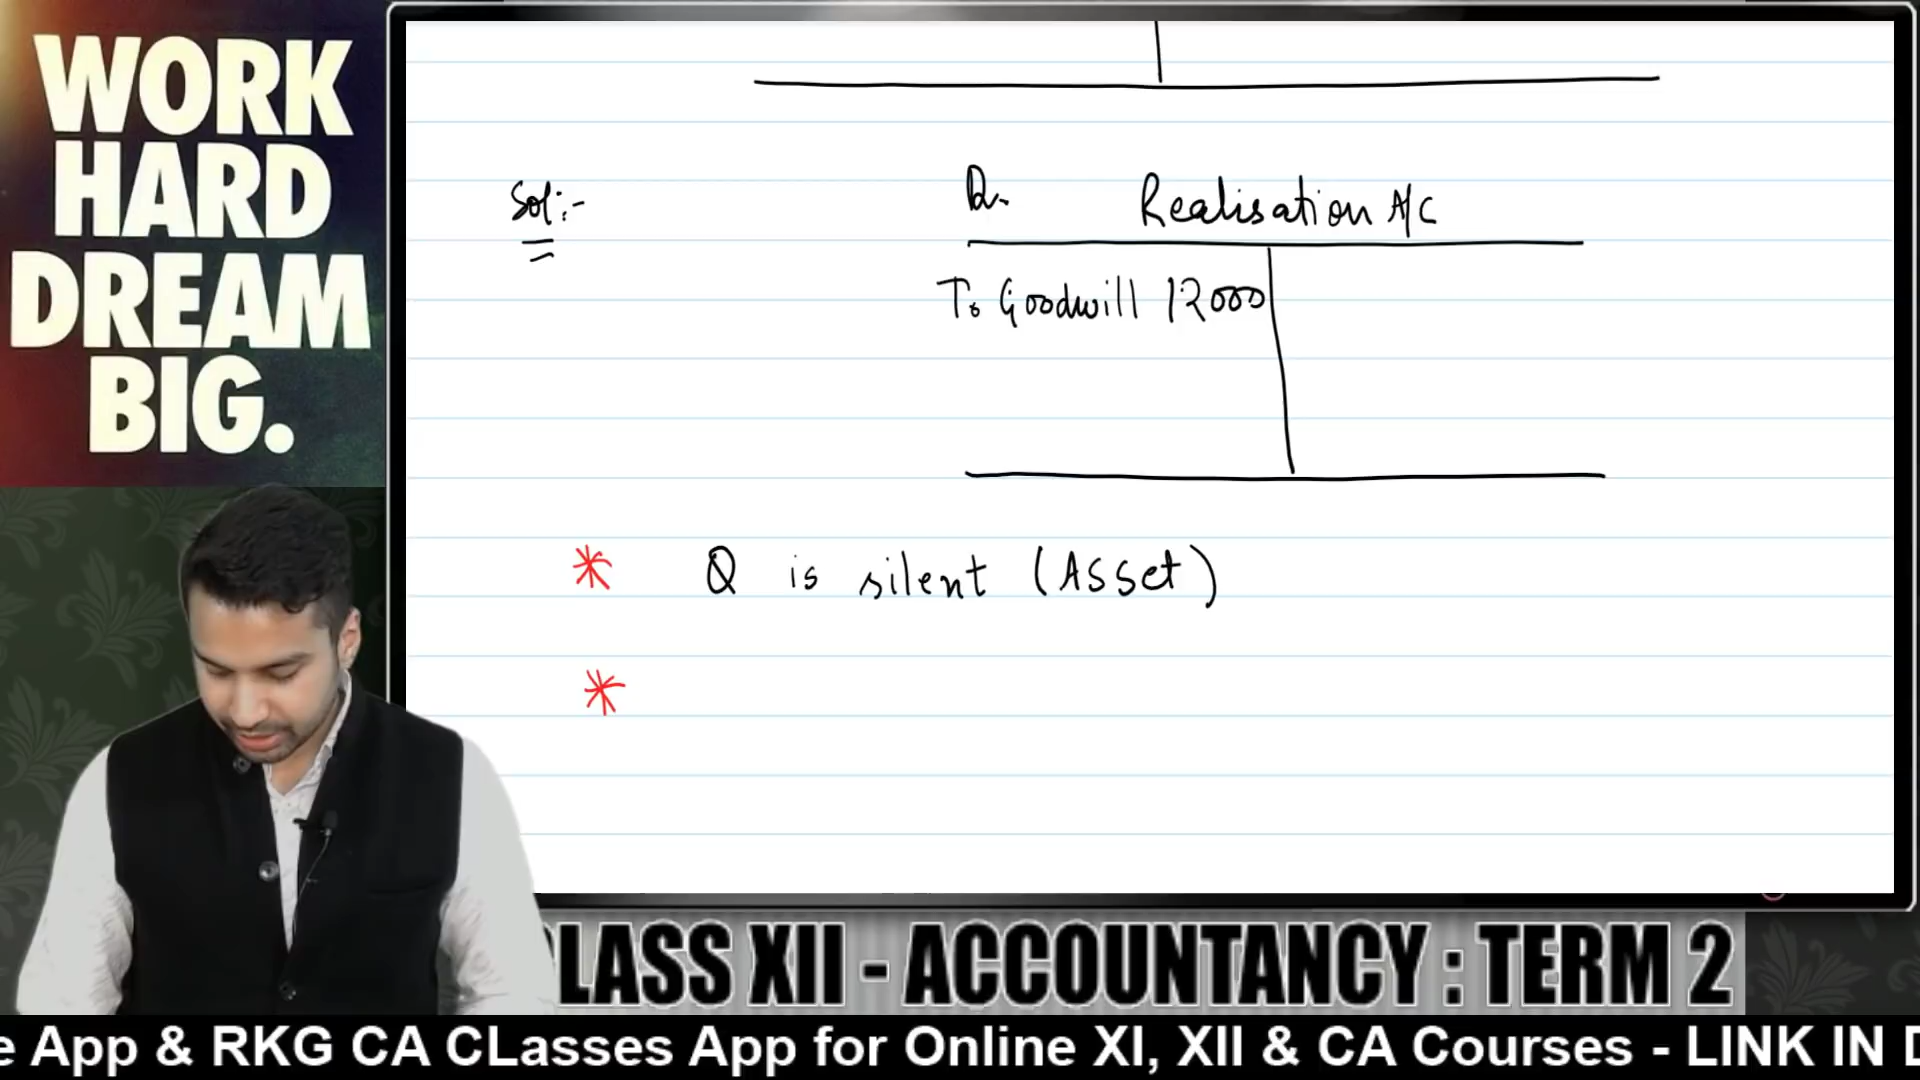 WORK
HARD
DREAM
BIG.
Sol:-
Dr. Realisation A/C
To Goodwill 12000
* Q is silent (Asset)
*
LASS XII - ACCOUNTANCY : TERM 2
e App & RKG CA CLasses App for Online XI, XII & CA Courses - LINK IN D